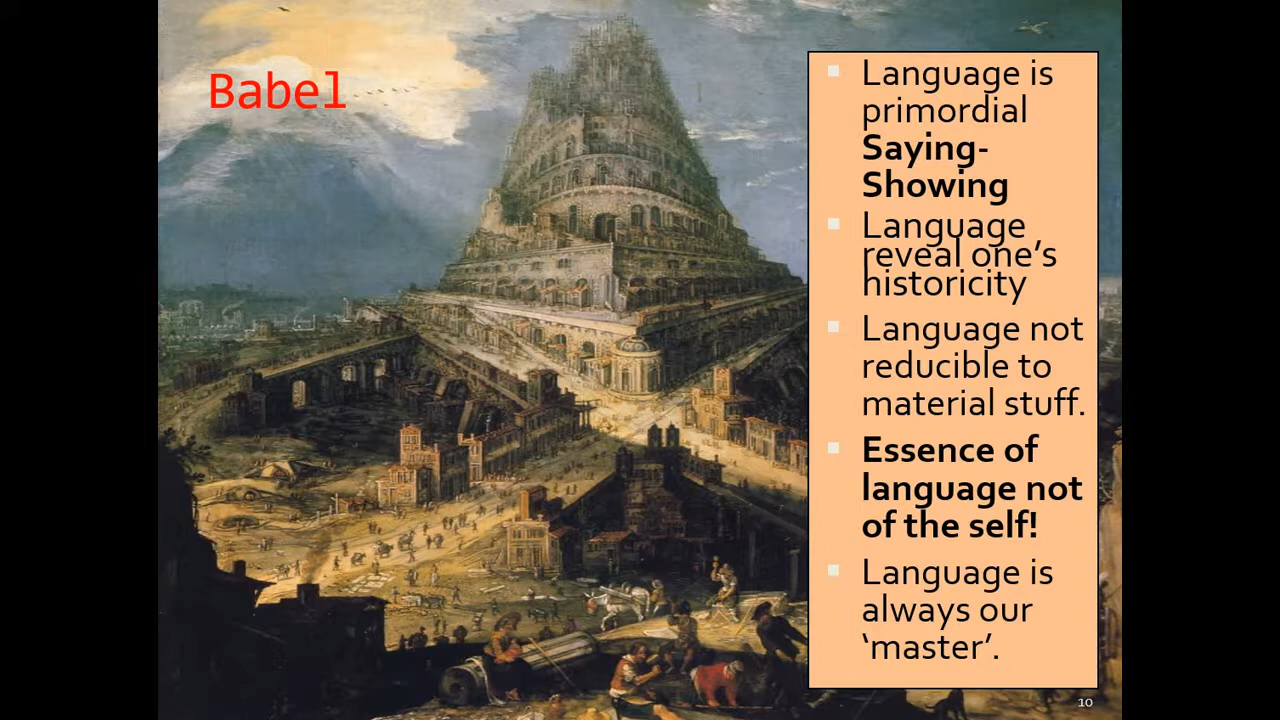 Babel
Language is
primordial
Saying-
Showing
Language
reveal one's
historicity
Language not
reducible to
material stuff.
Essence of
language not
of the self!
Language is
always our
‘master’.
10